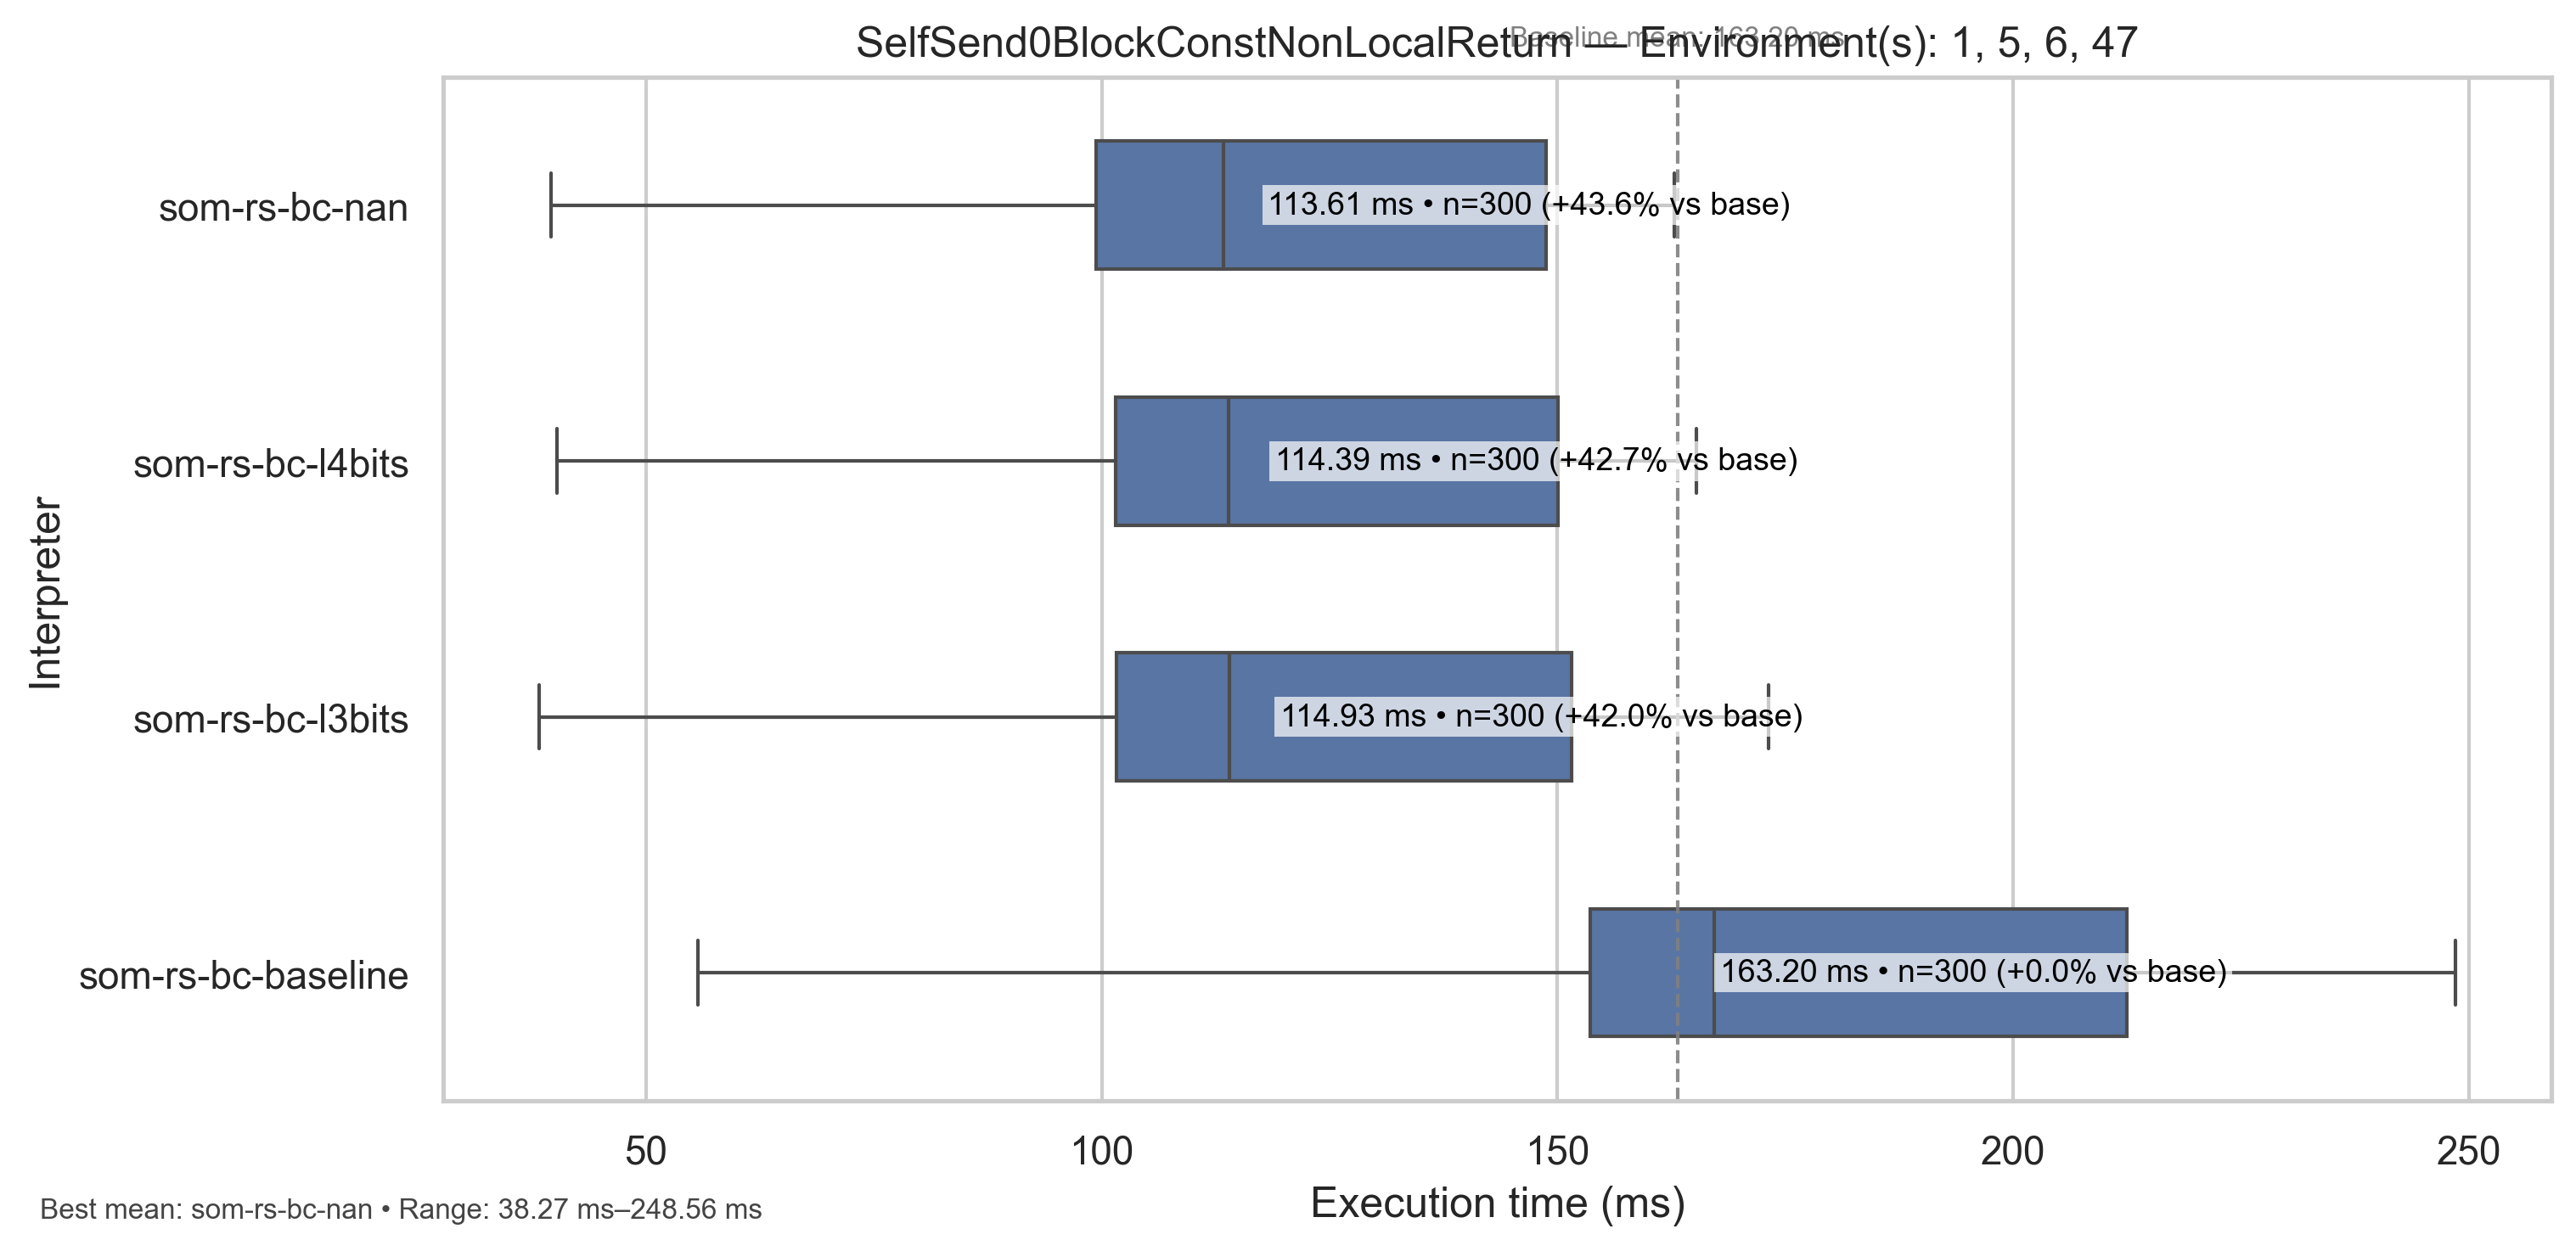 Baseline mean: 163.20 ms
SelfSend0BlockConstNonLocalReturn — Environment(s): 1, 5, 6, 47
som-rs-bc-nan
113.61 ms • n=300 (+43.6% vs base)
som-rs-bc-l4bits
114.39 ms • n=300 (+42.7% vs base)
som-rs-bc-l3bits
114.93 ms • n=300 (+42.0% vs base)
som-rs-bc-baseline
163.20 ms • n=300 (+0.0% vs base)
Interpreter
50 100 150 200 250
Execution time (ms)
Best mean: som-rs-bc-nan • Range: 38.27 ms–248.56 ms